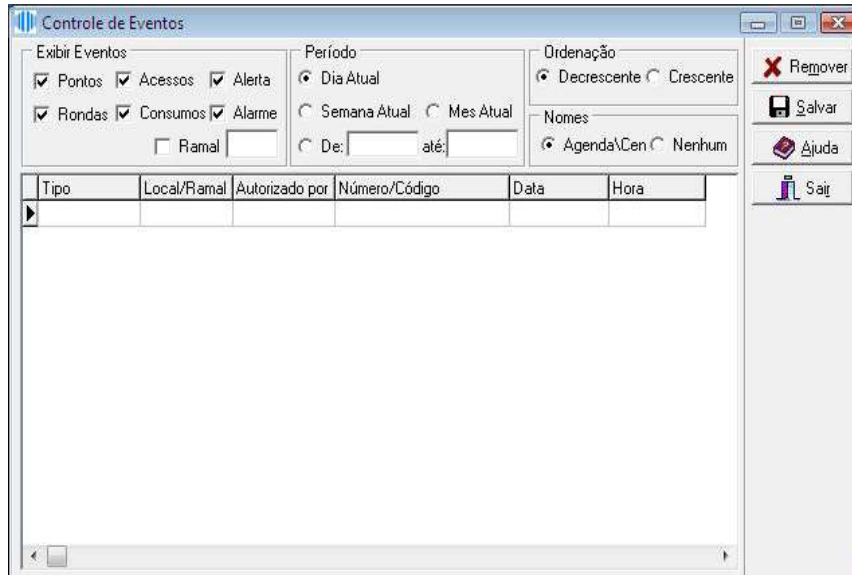 Controle de Eventos
Exibir Eventos
Pontos Acessos Alerta
Rondas Consumos Alarme
Ramal
Período
Dia Atual
Semana Atual Mes Atual
De: até:
Ordenação
Decrescente Crescente
Nomes
Agenda\Cen Nenhum
Remover
Salvar
Ajuda
Sair
Tipo Local/Ramal Autorizado por Número/Código Data Hora